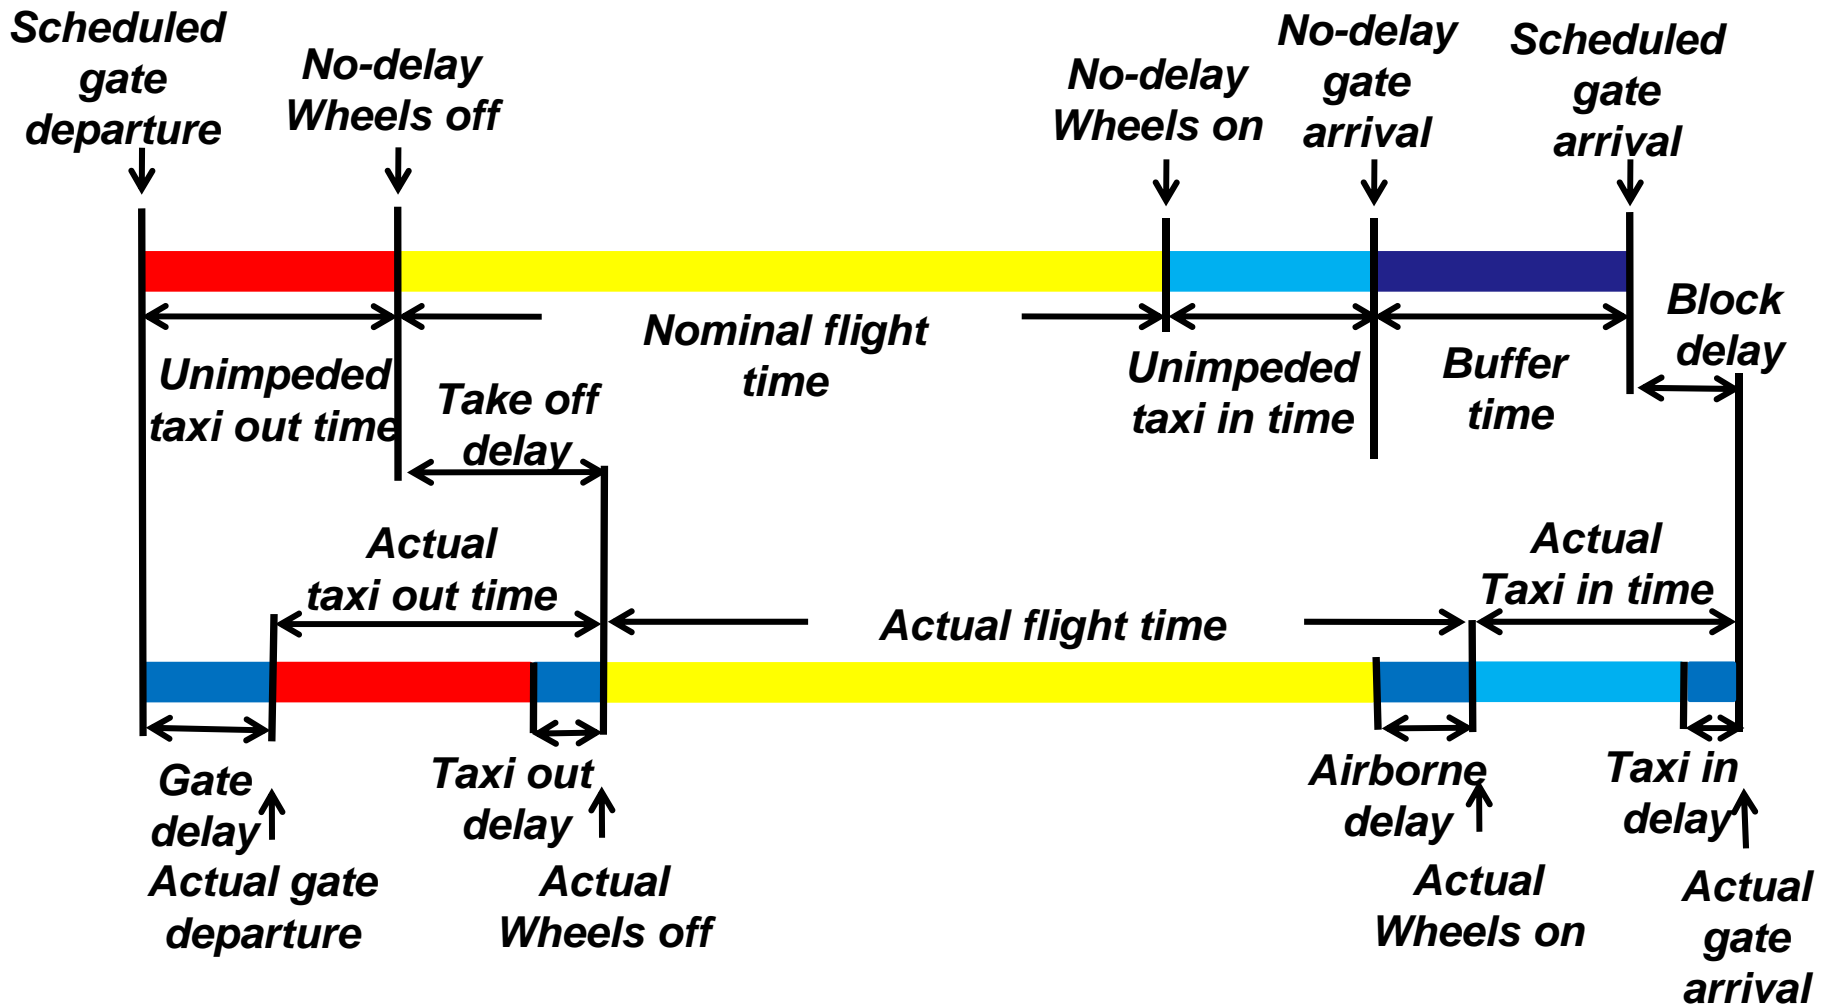 Scheduled
gate
departure
No-delay
Wheels off
No-delay
Wheels on
No-delay
gate
arrival
Scheduled
gate
arrival
Unimpeded
taxi out time
Nominal flight
time
Unimpeded
taxi in time
Buffer
time
Block
delay
Take off
delay
Actual
taxi out time
Actual flight time
Actual
Taxi in time
Gate
delay
Actual gate
departure
Taxi out
delay
Actual
Wheels off
Airborne
delay
Actual
Wheels on
Taxi in
delay
Actual
gate
arrival